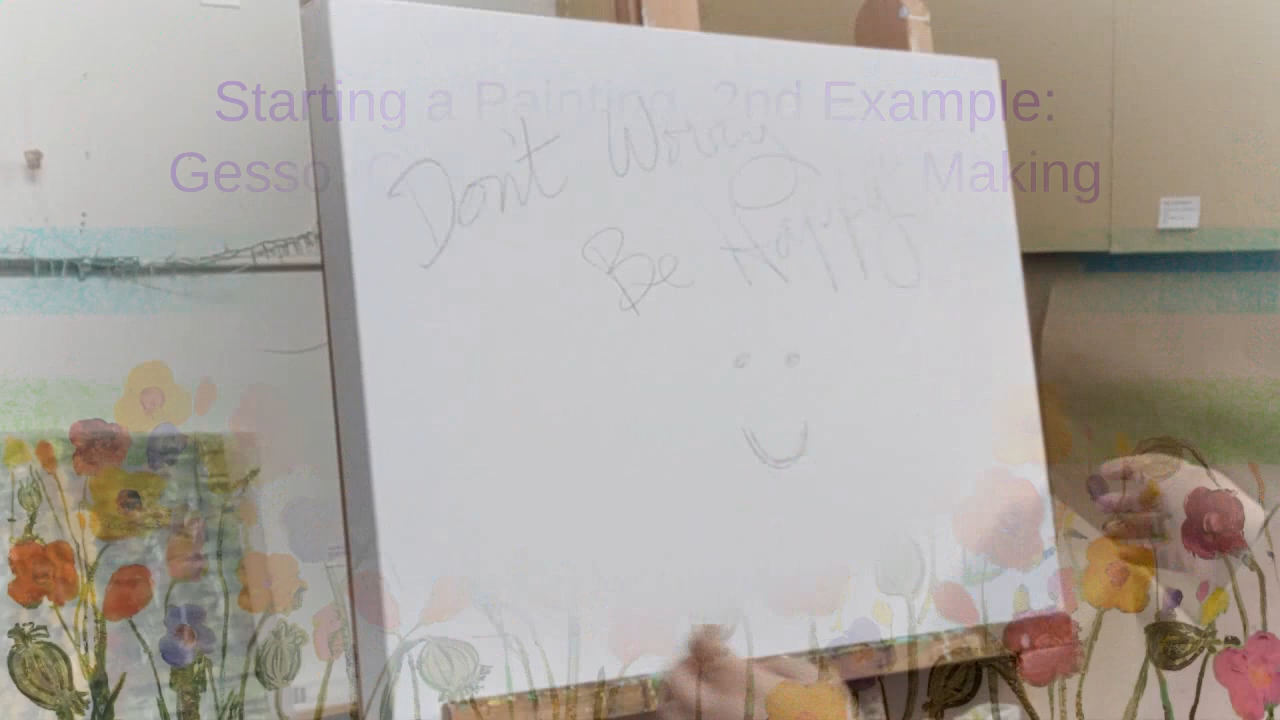 Starting a Painting, 2nd Example:
Gesso
Making
Don't Worry
Be Happy